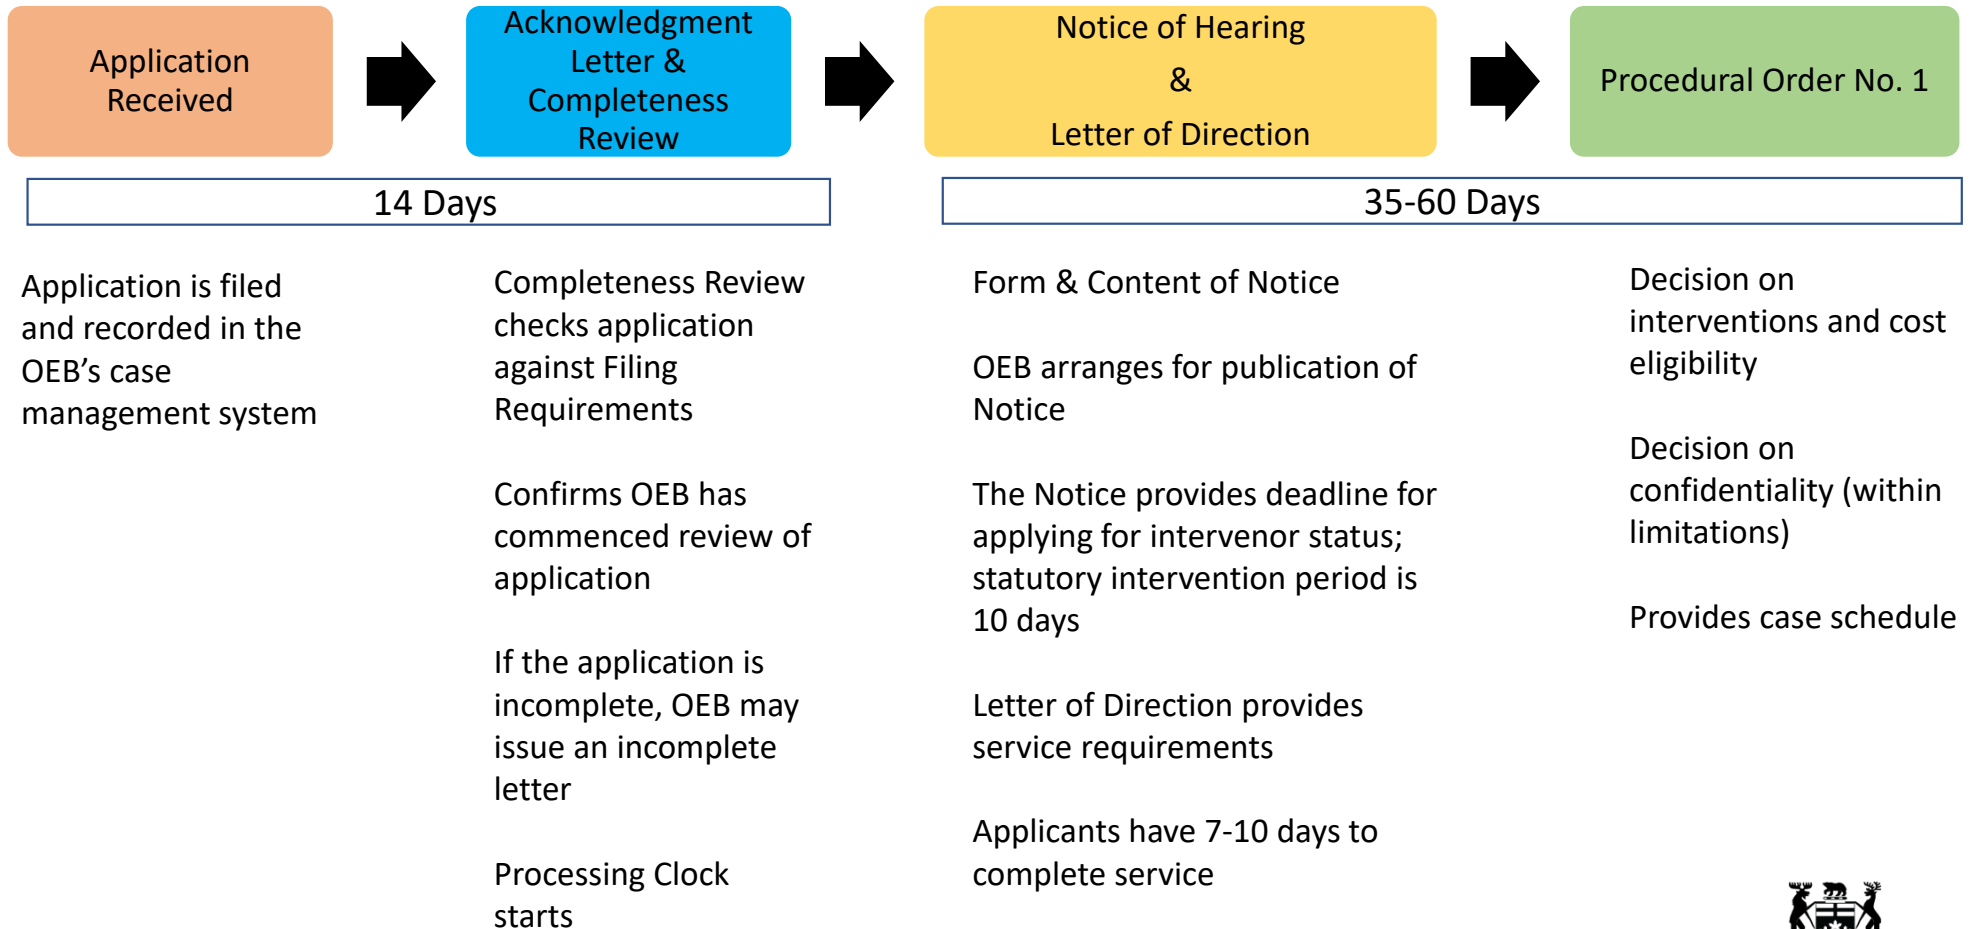 Application
Received
Acknowledgment
Letter &
Completeness
Review
Notice of Hearing
&
Letter of Direction
Procedural Order No. 1
14 Days
35-60 Days
Application is filed
and recorded in the
OEB’s case
management system
Completeness Review
checks application
against Filing
Requirements
Confirms OEB has
commenced review of
application
If the application is
incomplete, OEB may
issue an incomplete
letter
Processing Clock
starts
Form & Content of Notice
OEB arranges for publication of
Notice
The Notice provides deadline for
applying for intervenor status;
statutory intervention period is
10 days
Letter of Direction provides
service requirements
Applicants have 7-10 days to
complete service
Decision on
interventions and cost
eligibility
Decision on
confidentiality (within
limitations)
Provides case schedule